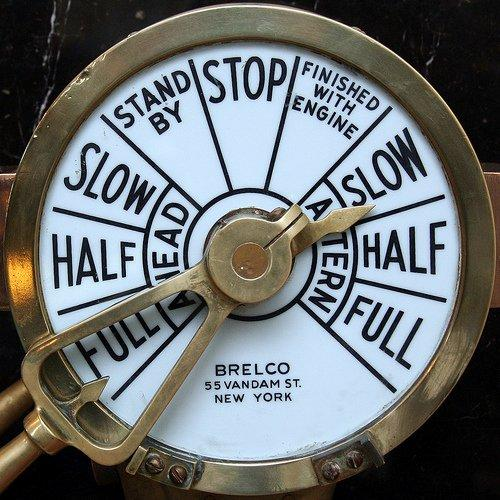 STAND
BY
STOP
FINISHED
WITH
ENGINE
SLOW
SLOW
HALF
HALF
FULL
FULL
AHEAD
ASTERN
BRELCO
55 VANDAM ST.
NEW YORK